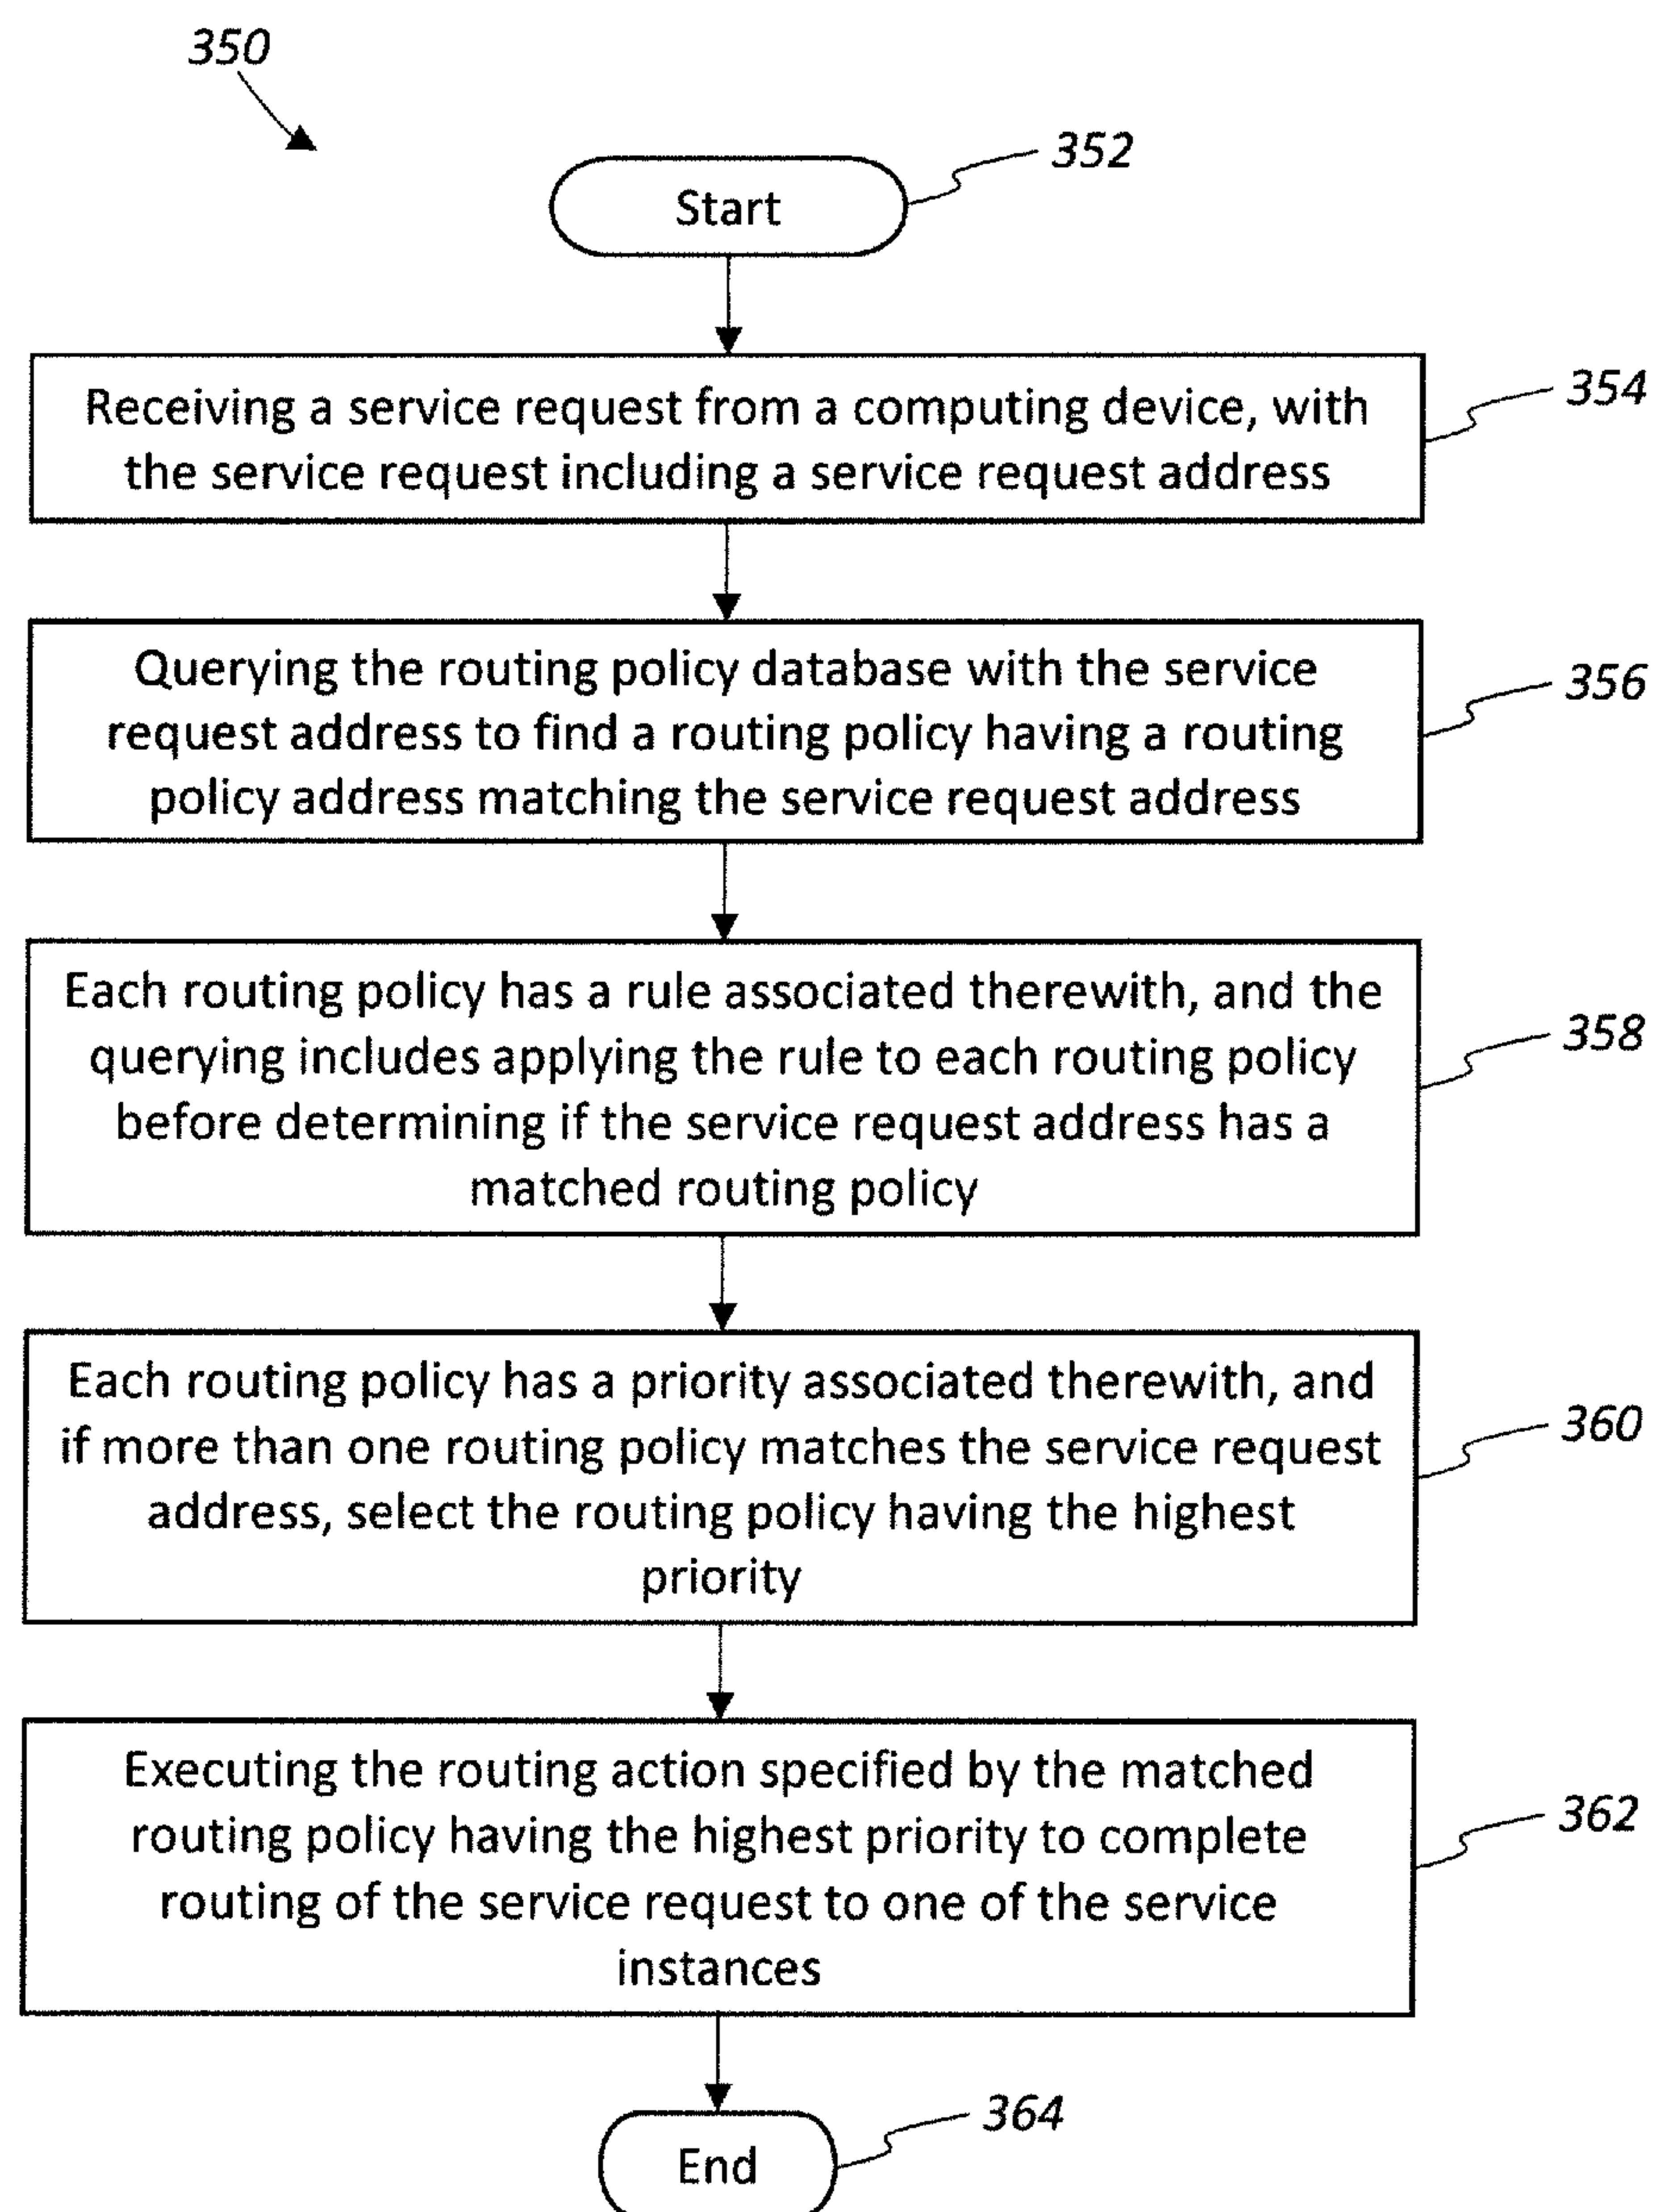 350
352
Start
354
Receiving a service request from a computing device, with
the service request including a service request address
356
Querying the routing policy database with the service
request address to find a routing policy having a routing
policy address matching the service request address
358
Each routing policy has a rule associated therewith, and the
querying includes applying the rule to each routing policy
before determining if the service request address has a
matched routing policy
360
Each routing policy has a priority associated therewith, and
if more than one routing policy matches the service request
address, select the routing policy having the highest
priority
362
Executing the routing action specified by the matched
routing policy having the highest priority to complete
routing of the service request to one of the service
instances
364
End